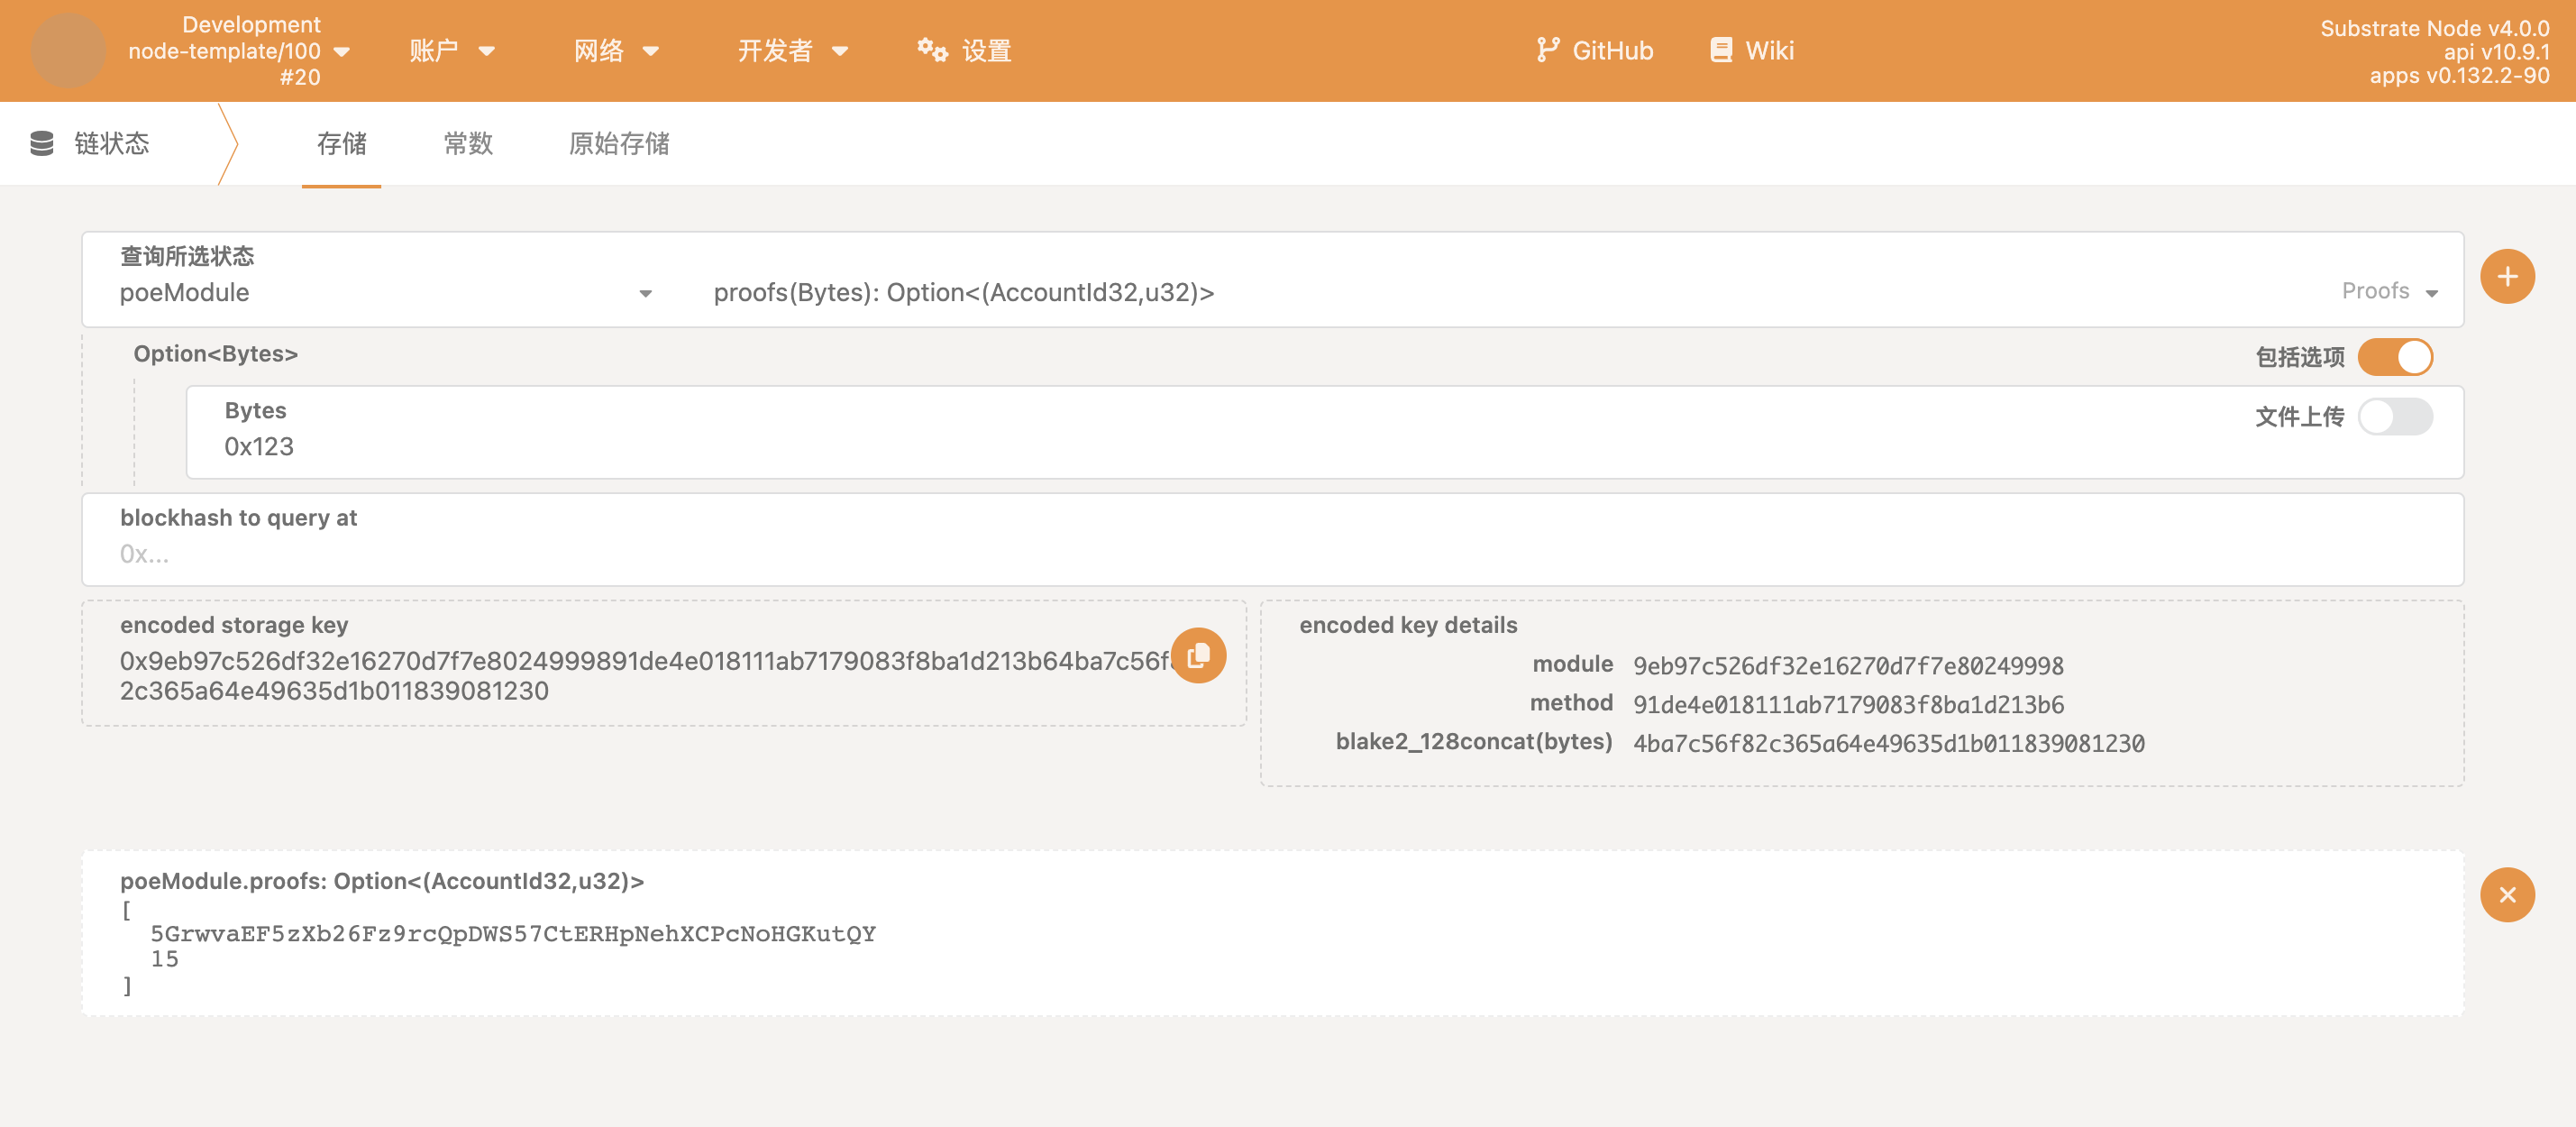 Development
node-template/100
#20
账户
网络
开发者
设置
GitHub
Wiki
Substrate Node v4.0.0
api v10.9.1
apps v0.132.2-90
链状态
存储
常数
原始存储
查询所选状态
poeModule
proofs(Bytes): Option<(AccountId32,u32)>
Proofs
Option<Bytes>
包括选项
Bytes
0x123
文件上传
blockhash to query at
0x...
encoded storage key
0x9eb97c526df32e16270d7f7e8024999891de4e018111ab7179083f8ba1d213b64ba7c56f
2c365a64e49635d1b011839081230
encoded key details
module 9eb97c526df32e16270d7f7e80249998
method 91de4e018111ab7179083f8ba1d213b6
blake2_128concat(bytes) 4ba7c56f82c365a64e49635d1b011839081230
poeModule.proofs: Option<(AccountId32,u32)>
[
5GrwvaEF5zXb26Fz9rcQpDWS57CtERHpNehXCPcNoHGKutQY
15
]